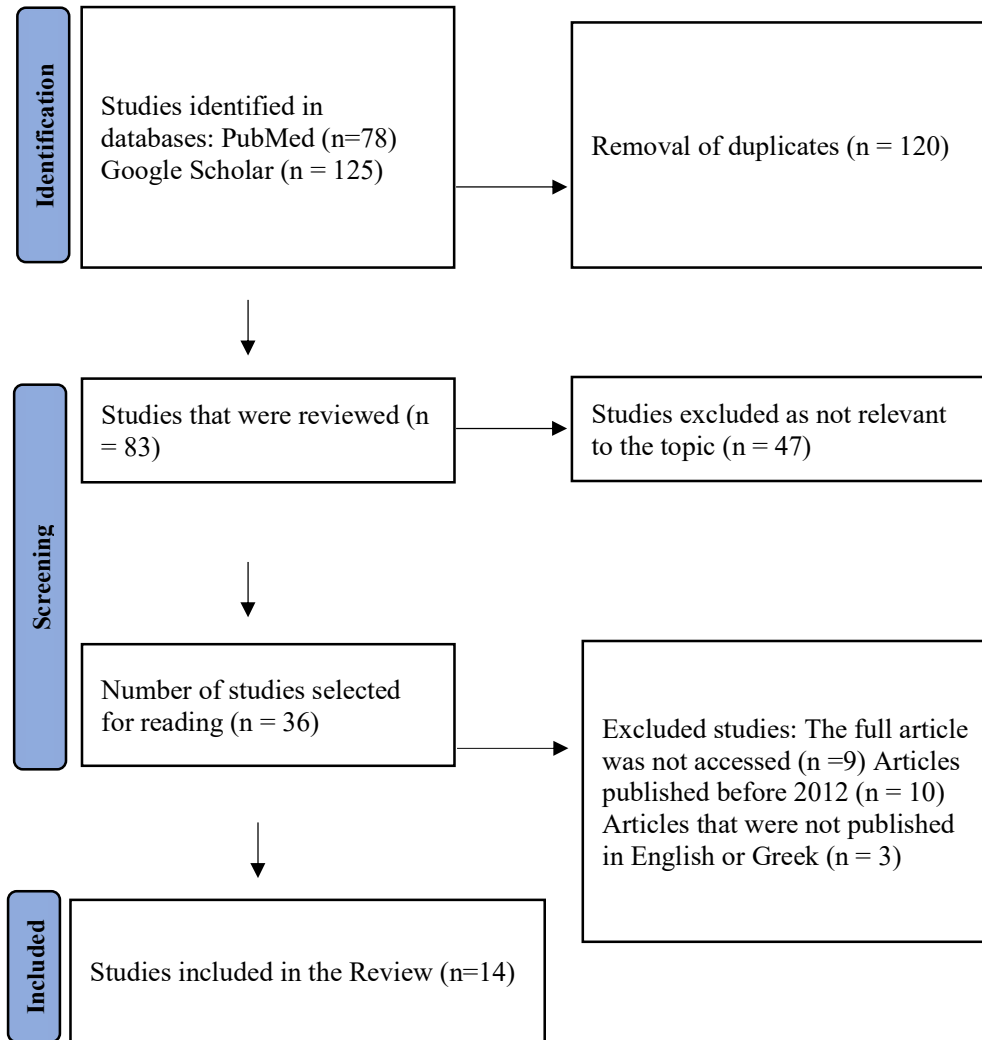 Identification
Studies identified in
databases: PubMed (n=78)
Google Scholar (n = 125)
Removal of duplicates (n = 120)
Screening
Studies that were reviewed (n
= 83)
Studies excluded as not relevant
to the topic (n = 47)
Number of studies selected
for reading (n = 36)
Excluded studies: The full article
was not accessed (n =9) Articles
published before 2012 (n = 10)
Articles that were not published
in English or Greek (n = 3)
Included
Studies included in the Review (n=14)